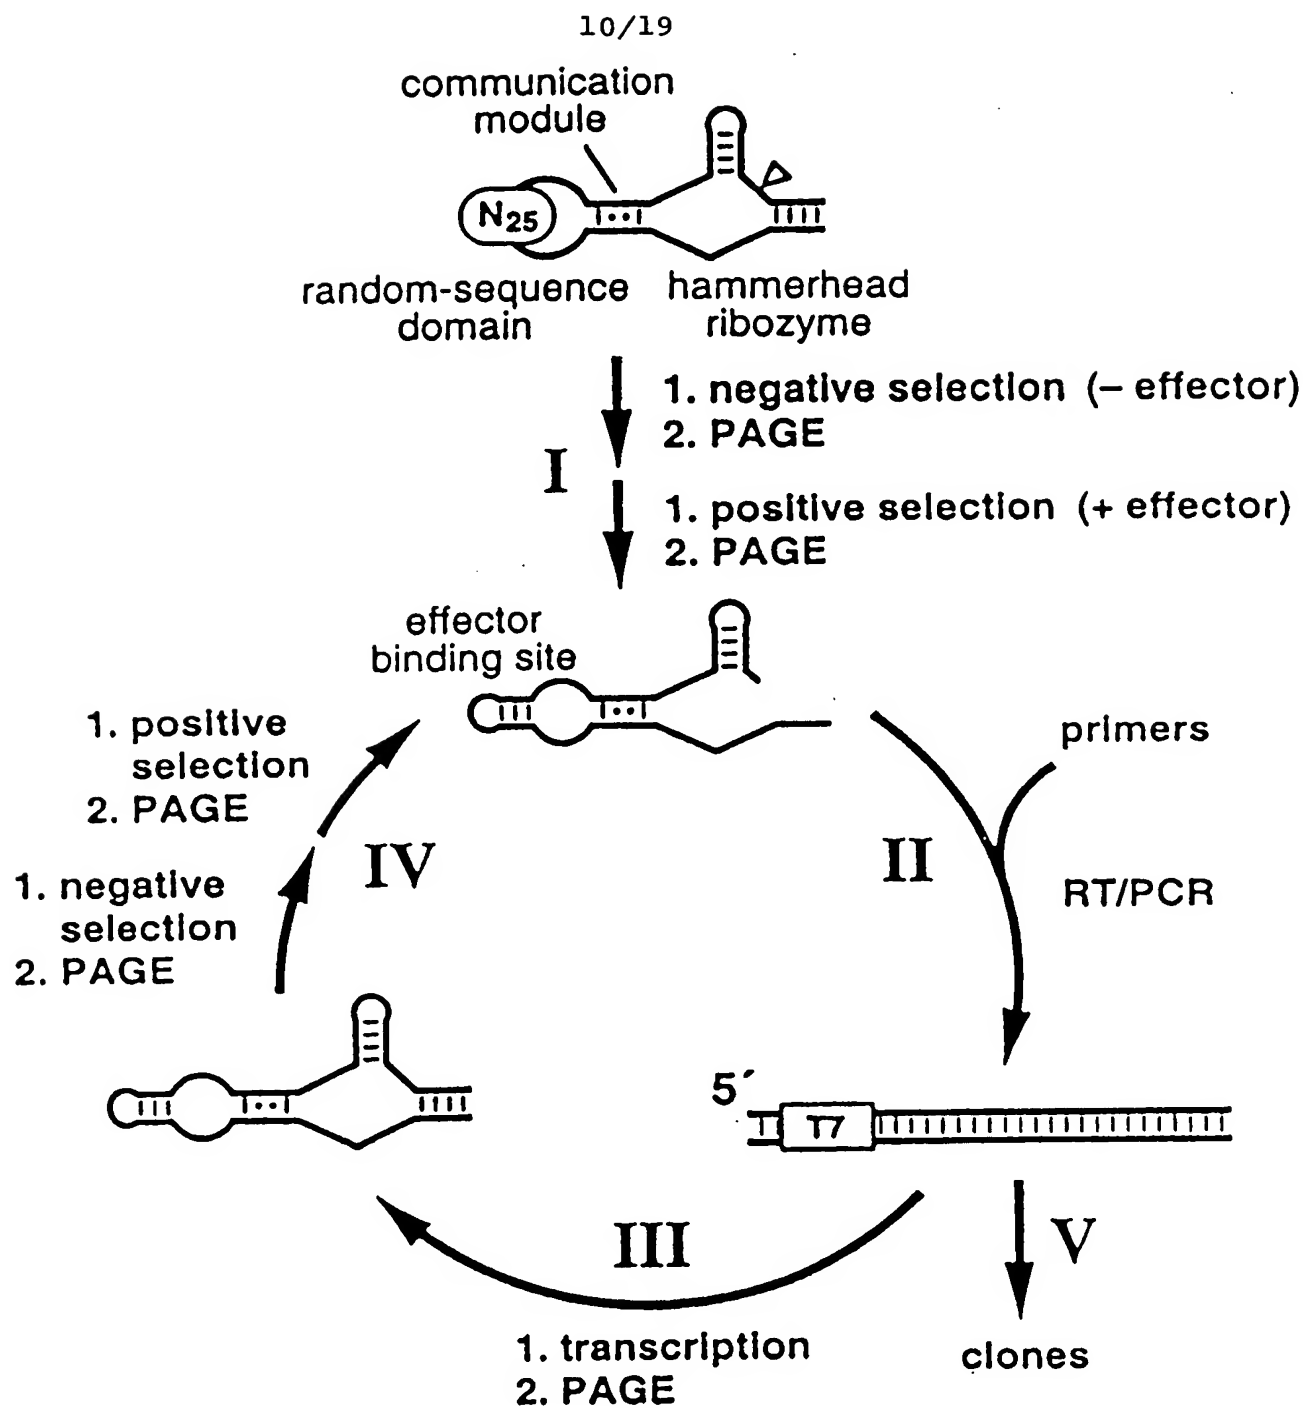 10/19
communication
module
N25
random-sequence
domain
hammerhead
ribozyme
1. negative selection (– effector)
2. PAGE
I
1. positive selection (+ effector)
2. PAGE
effector
binding site
1. positive
selection
2. PAGE
primers
IV
II
1. negative
selection
2. PAGE
RT/PCR
5´
T7
III
V
1. transcription
2. PAGE
clones